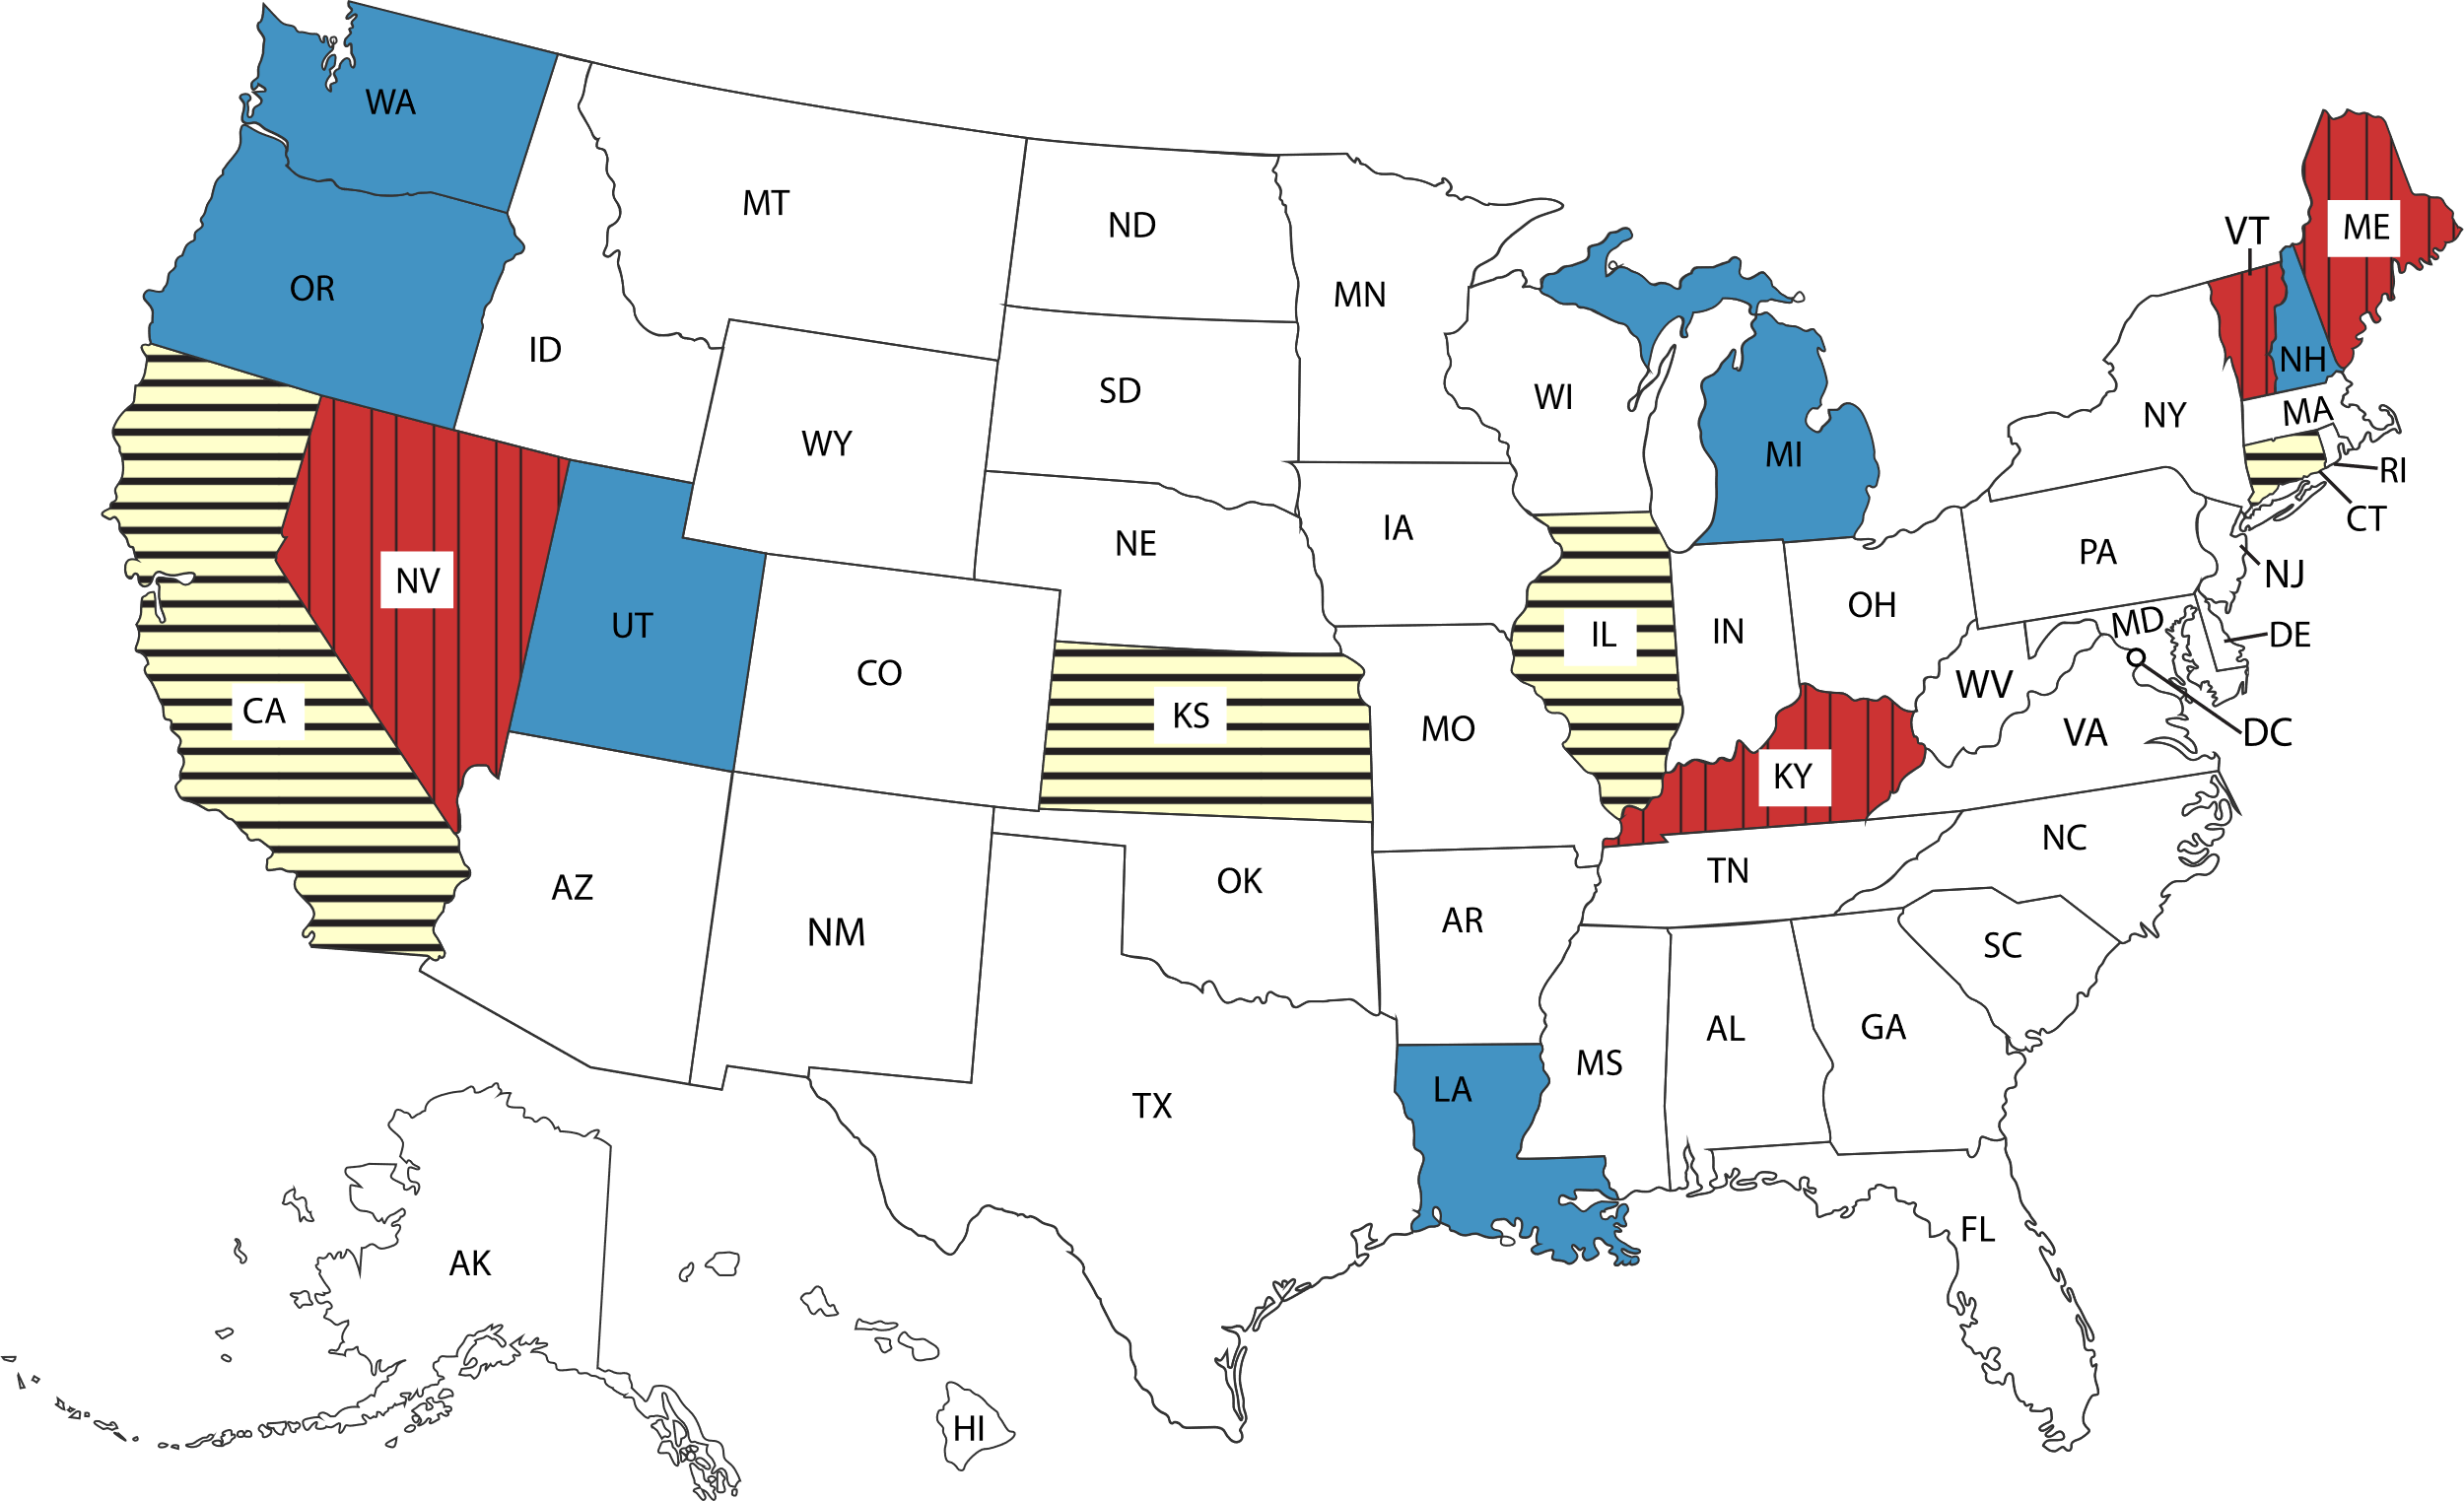 WA
MT
ND
MN
VT
ME
OR
ID
SD
WI
MI
NY
NH
MA
WY
RI
NE
IA
CT
PA
NJ
NV
UT
OH
IL
IN
MD
DE
CO
CA
KS
MO
KY
WV
VA
DC
AZ
NM
OK
AR
TN
NC
SC
TX
LA
MS
AL
GA
FL
AK
HI